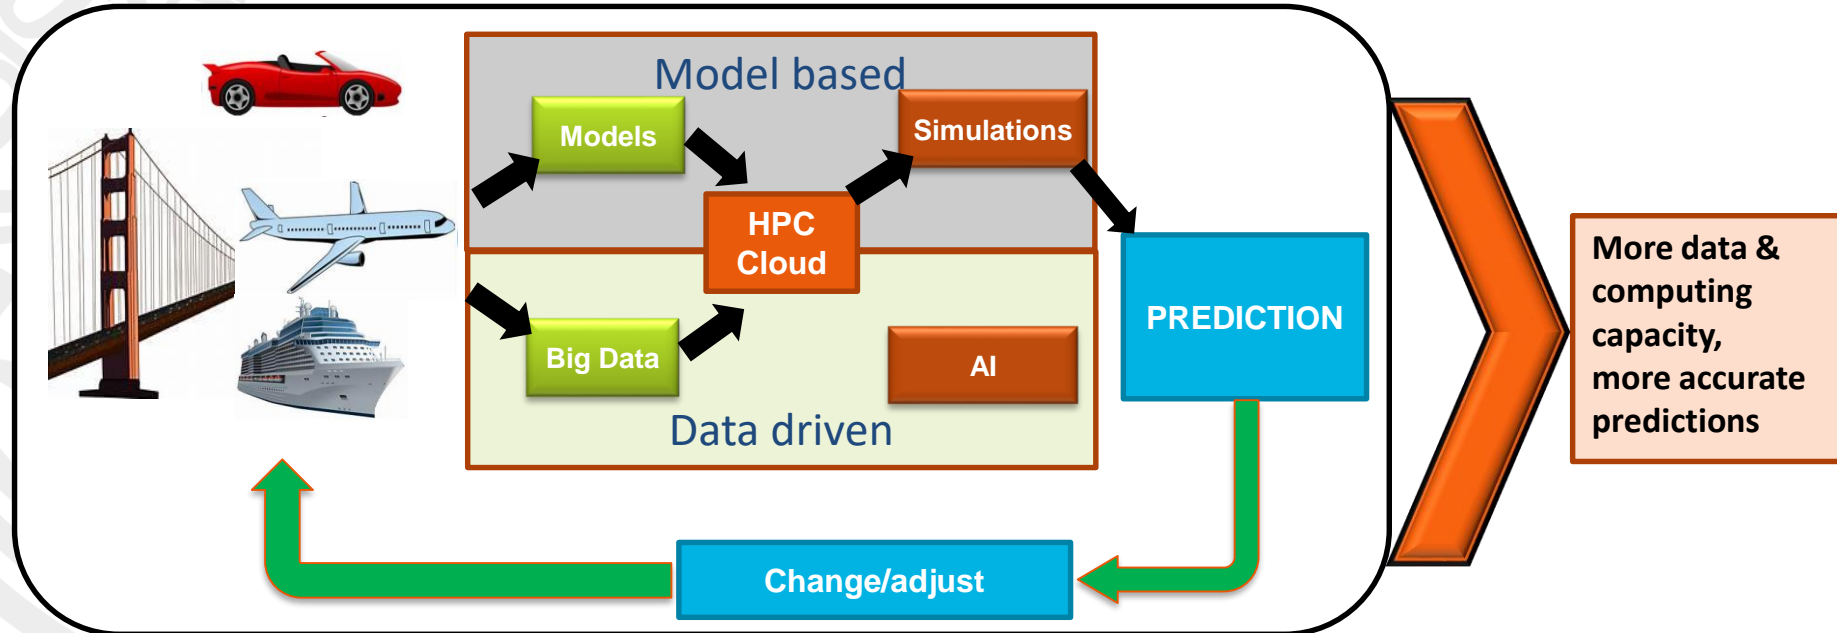 Model based
Models
Simulations
HPC
Cloud
Big Data
AI
Data driven
PREDICTION
Change/adjust
More data &
computing
capacity,
more accurate
predictions